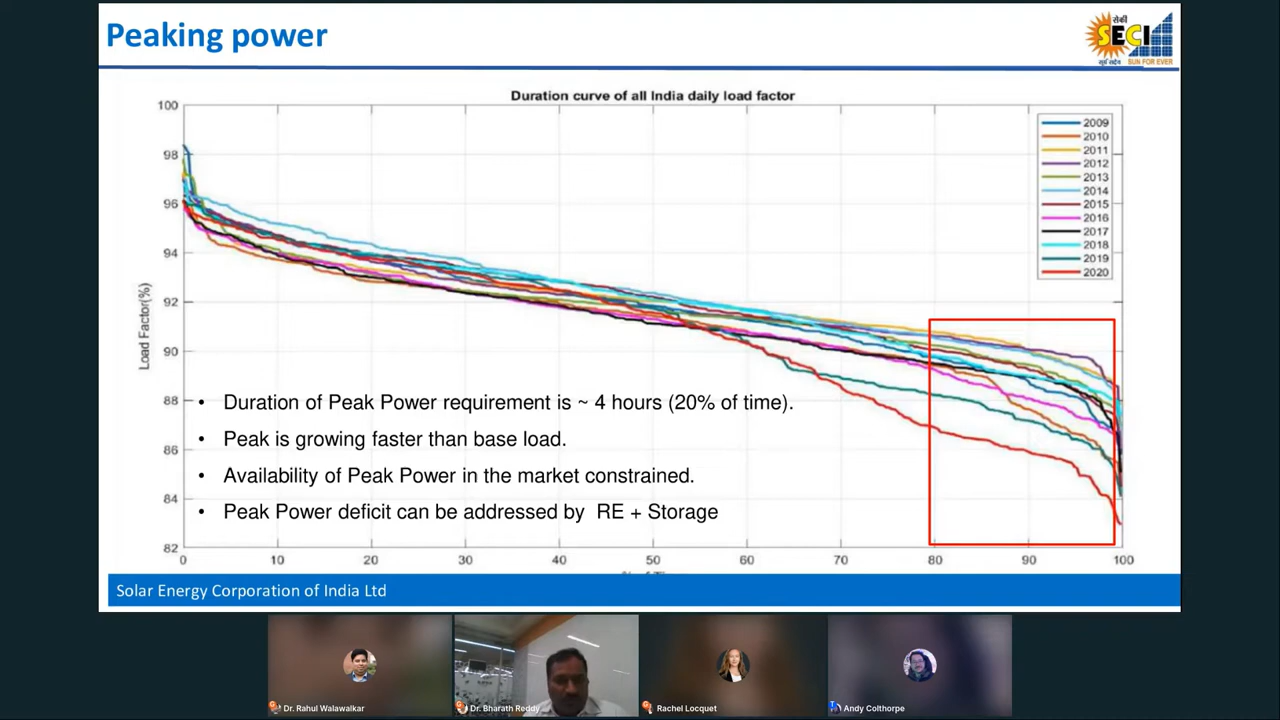 Peaking power
सेकी
SECI
SUN FOR EVER
Duration curve of all India daily load factor
100
98
96
94
92
90
88
86
84
82
Load Factor(%)
2009
2010
2011
2012
2013
2014
2015
2016
2017
2018
2019
2020
• Duration of Peak Power requirement is ~ 4 hours (20% of time).
• Peak is growing faster than base load.
• Availability of Peak Power in the market constrained.
• Peak Power deficit can be addressed by RE + Storage
0 10 20 30 40 50 60 70 80 90 100
Solar Energy Corporation of India Ltd
Dr. Rahul Walawalkar
Dr. Bharath Reddy
Rachel Locquet
Andy Colthorpe